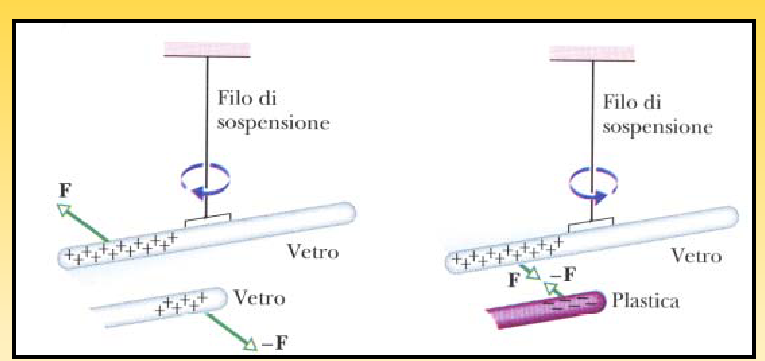 Filo di
sospensione
F
+++++++++++++
Vetro
++++++
Vetro
–F
Filo di
sospensione
+++++++++++++
Vetro
F
–F
– – – – –
Plastica